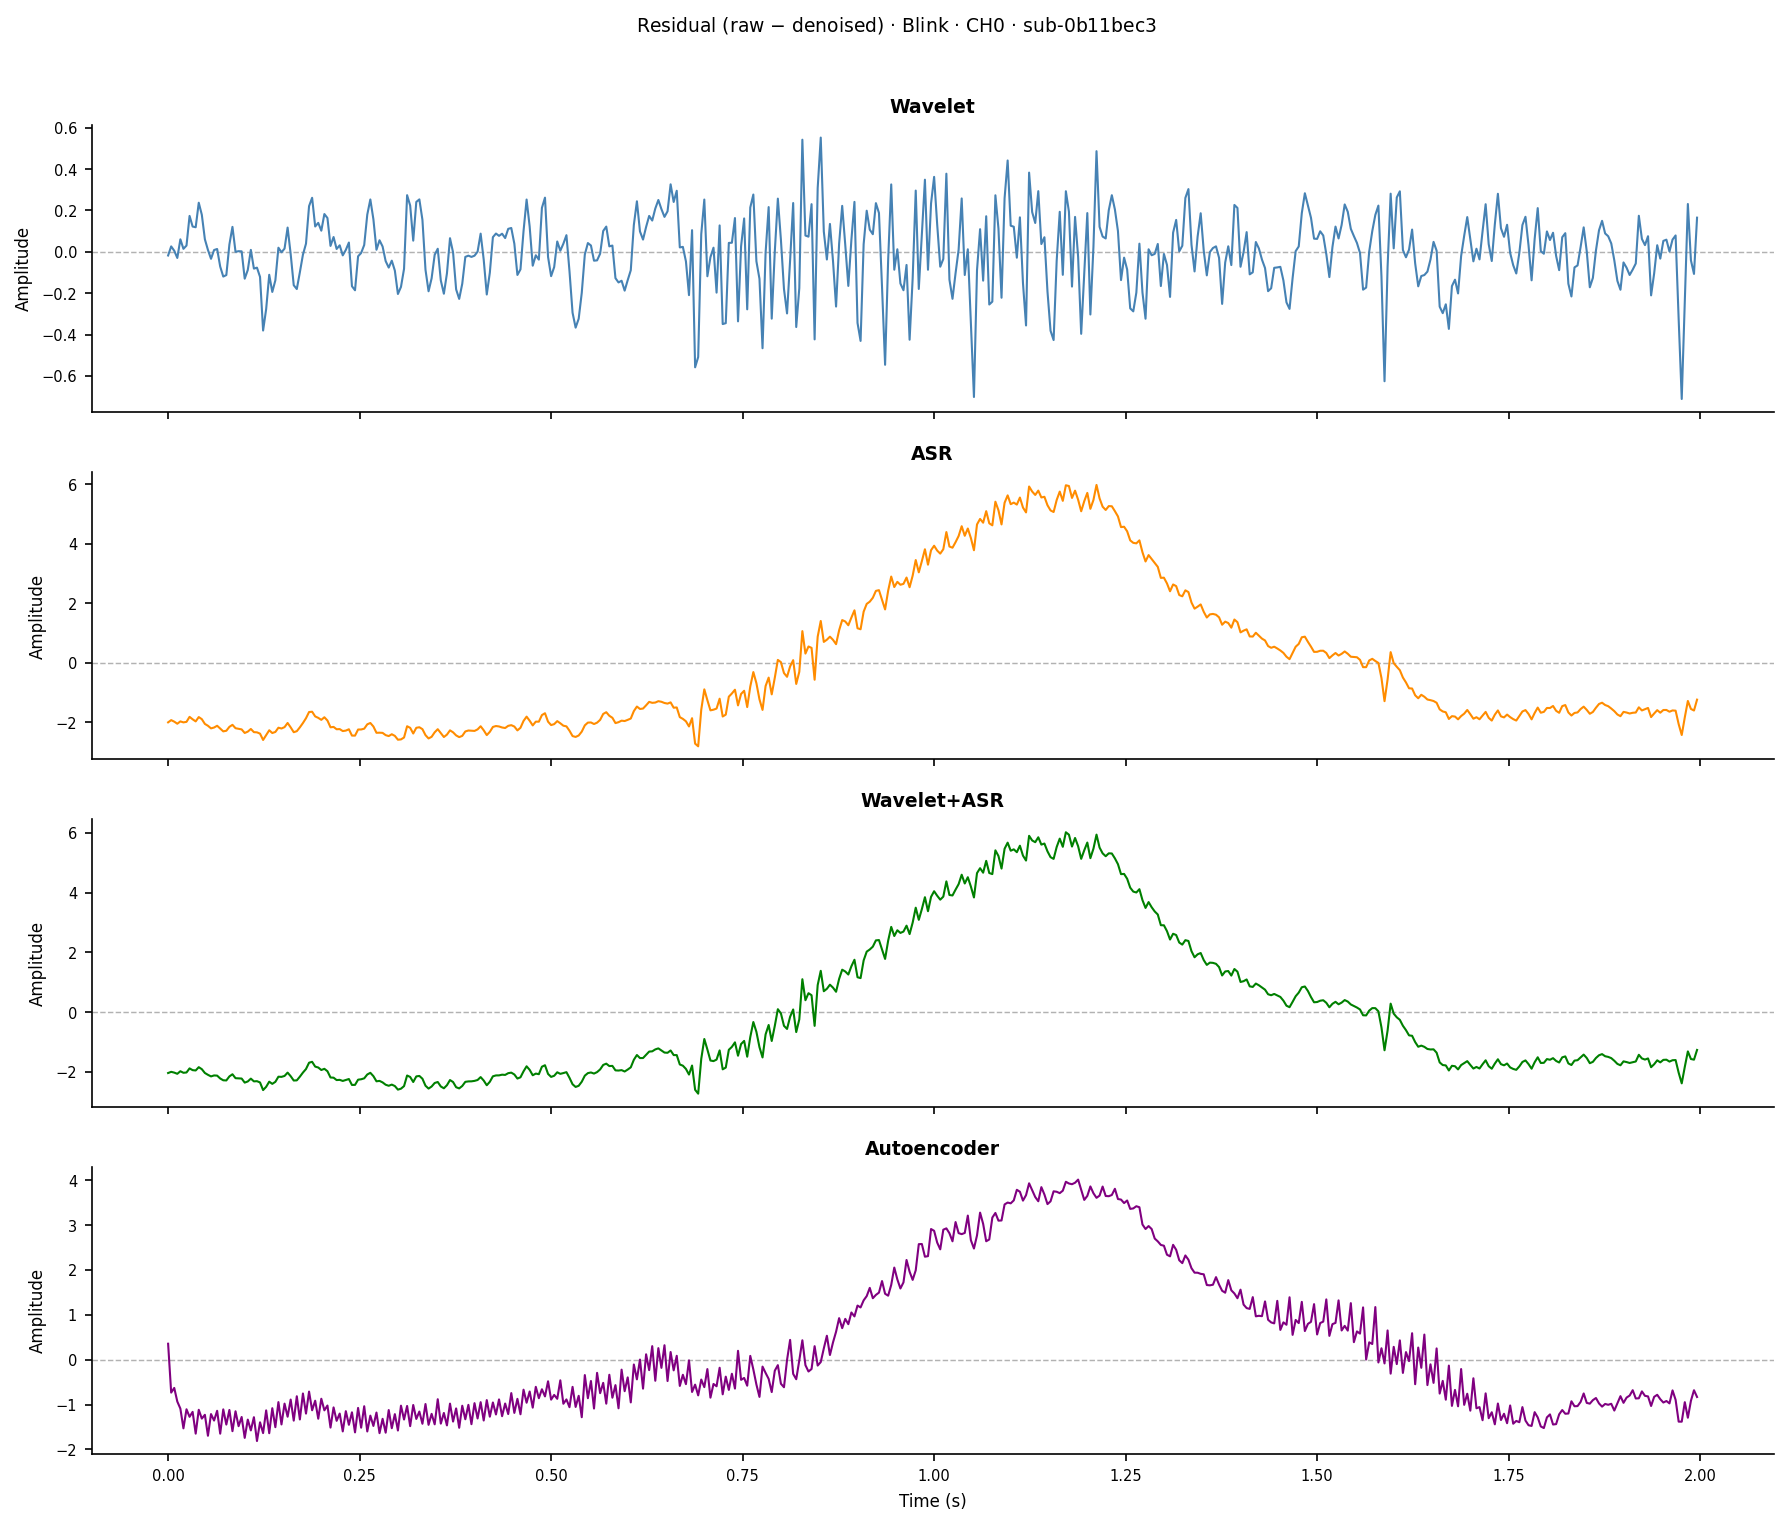 Residual (raw − denoised) · Blink · CH0 · sub-0b11bec3
Wavelet
0.6
0.4
0.2
0.0
−0.2
−0.4
−0.6
Amplitude
ASR
6
4
2
0
−2
Amplitude
Wavelet+ASR
6
4
2
0
−2
Amplitude
Autoencoder
4
3
2
1
0
−1
−2
Amplitude
0.00 0.25 0.50 0.75 1.00 1.25 1.50 1.75 2.00
Time (s)